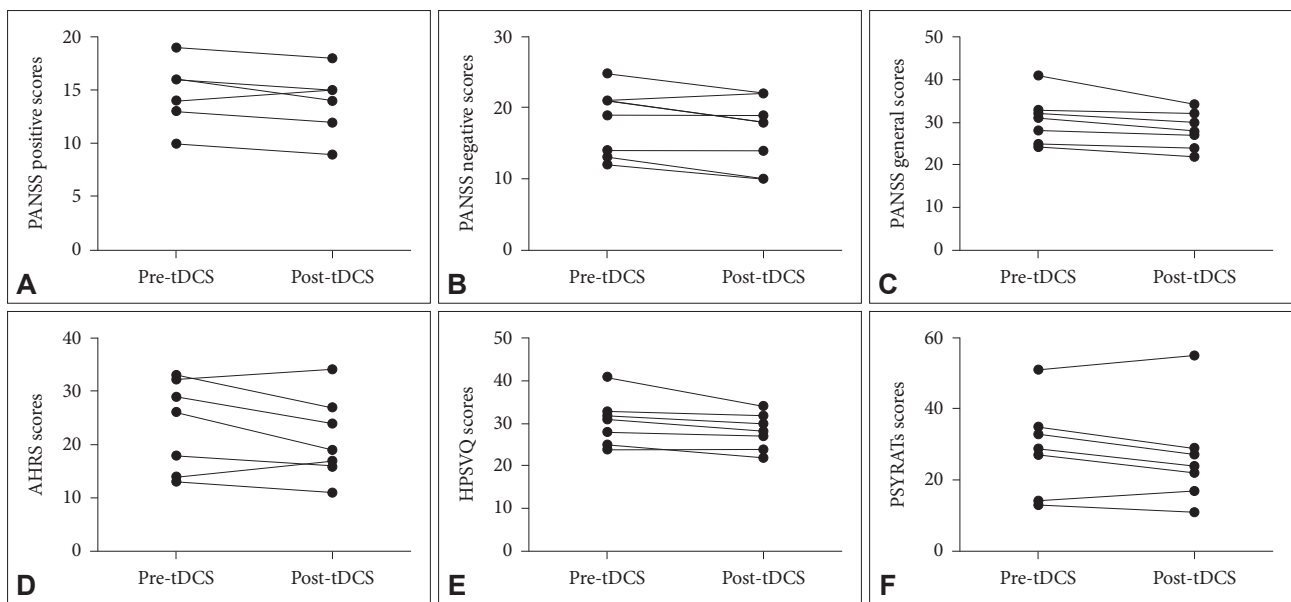 PANSS positive scores
20
15
10
5
0
Pre-tDCS Post-tDCS
A
PANSS negative scores
30
20
10
0
Pre-tDCS Post-tDCS
B
PANSS general scores
50
40
30
20
10
0
Pre-tDCS Post-tDCS
C
AHRS scores
40
30
20
10
0
Pre-tDCS Post-tDCS
D
HPSVQ scores
50
40
30
20
10
0
Pre-tDCS Post-tDCS
E
PSYRATs scores
60
40
20
0
Pre-tDCS Post-tDCS
F